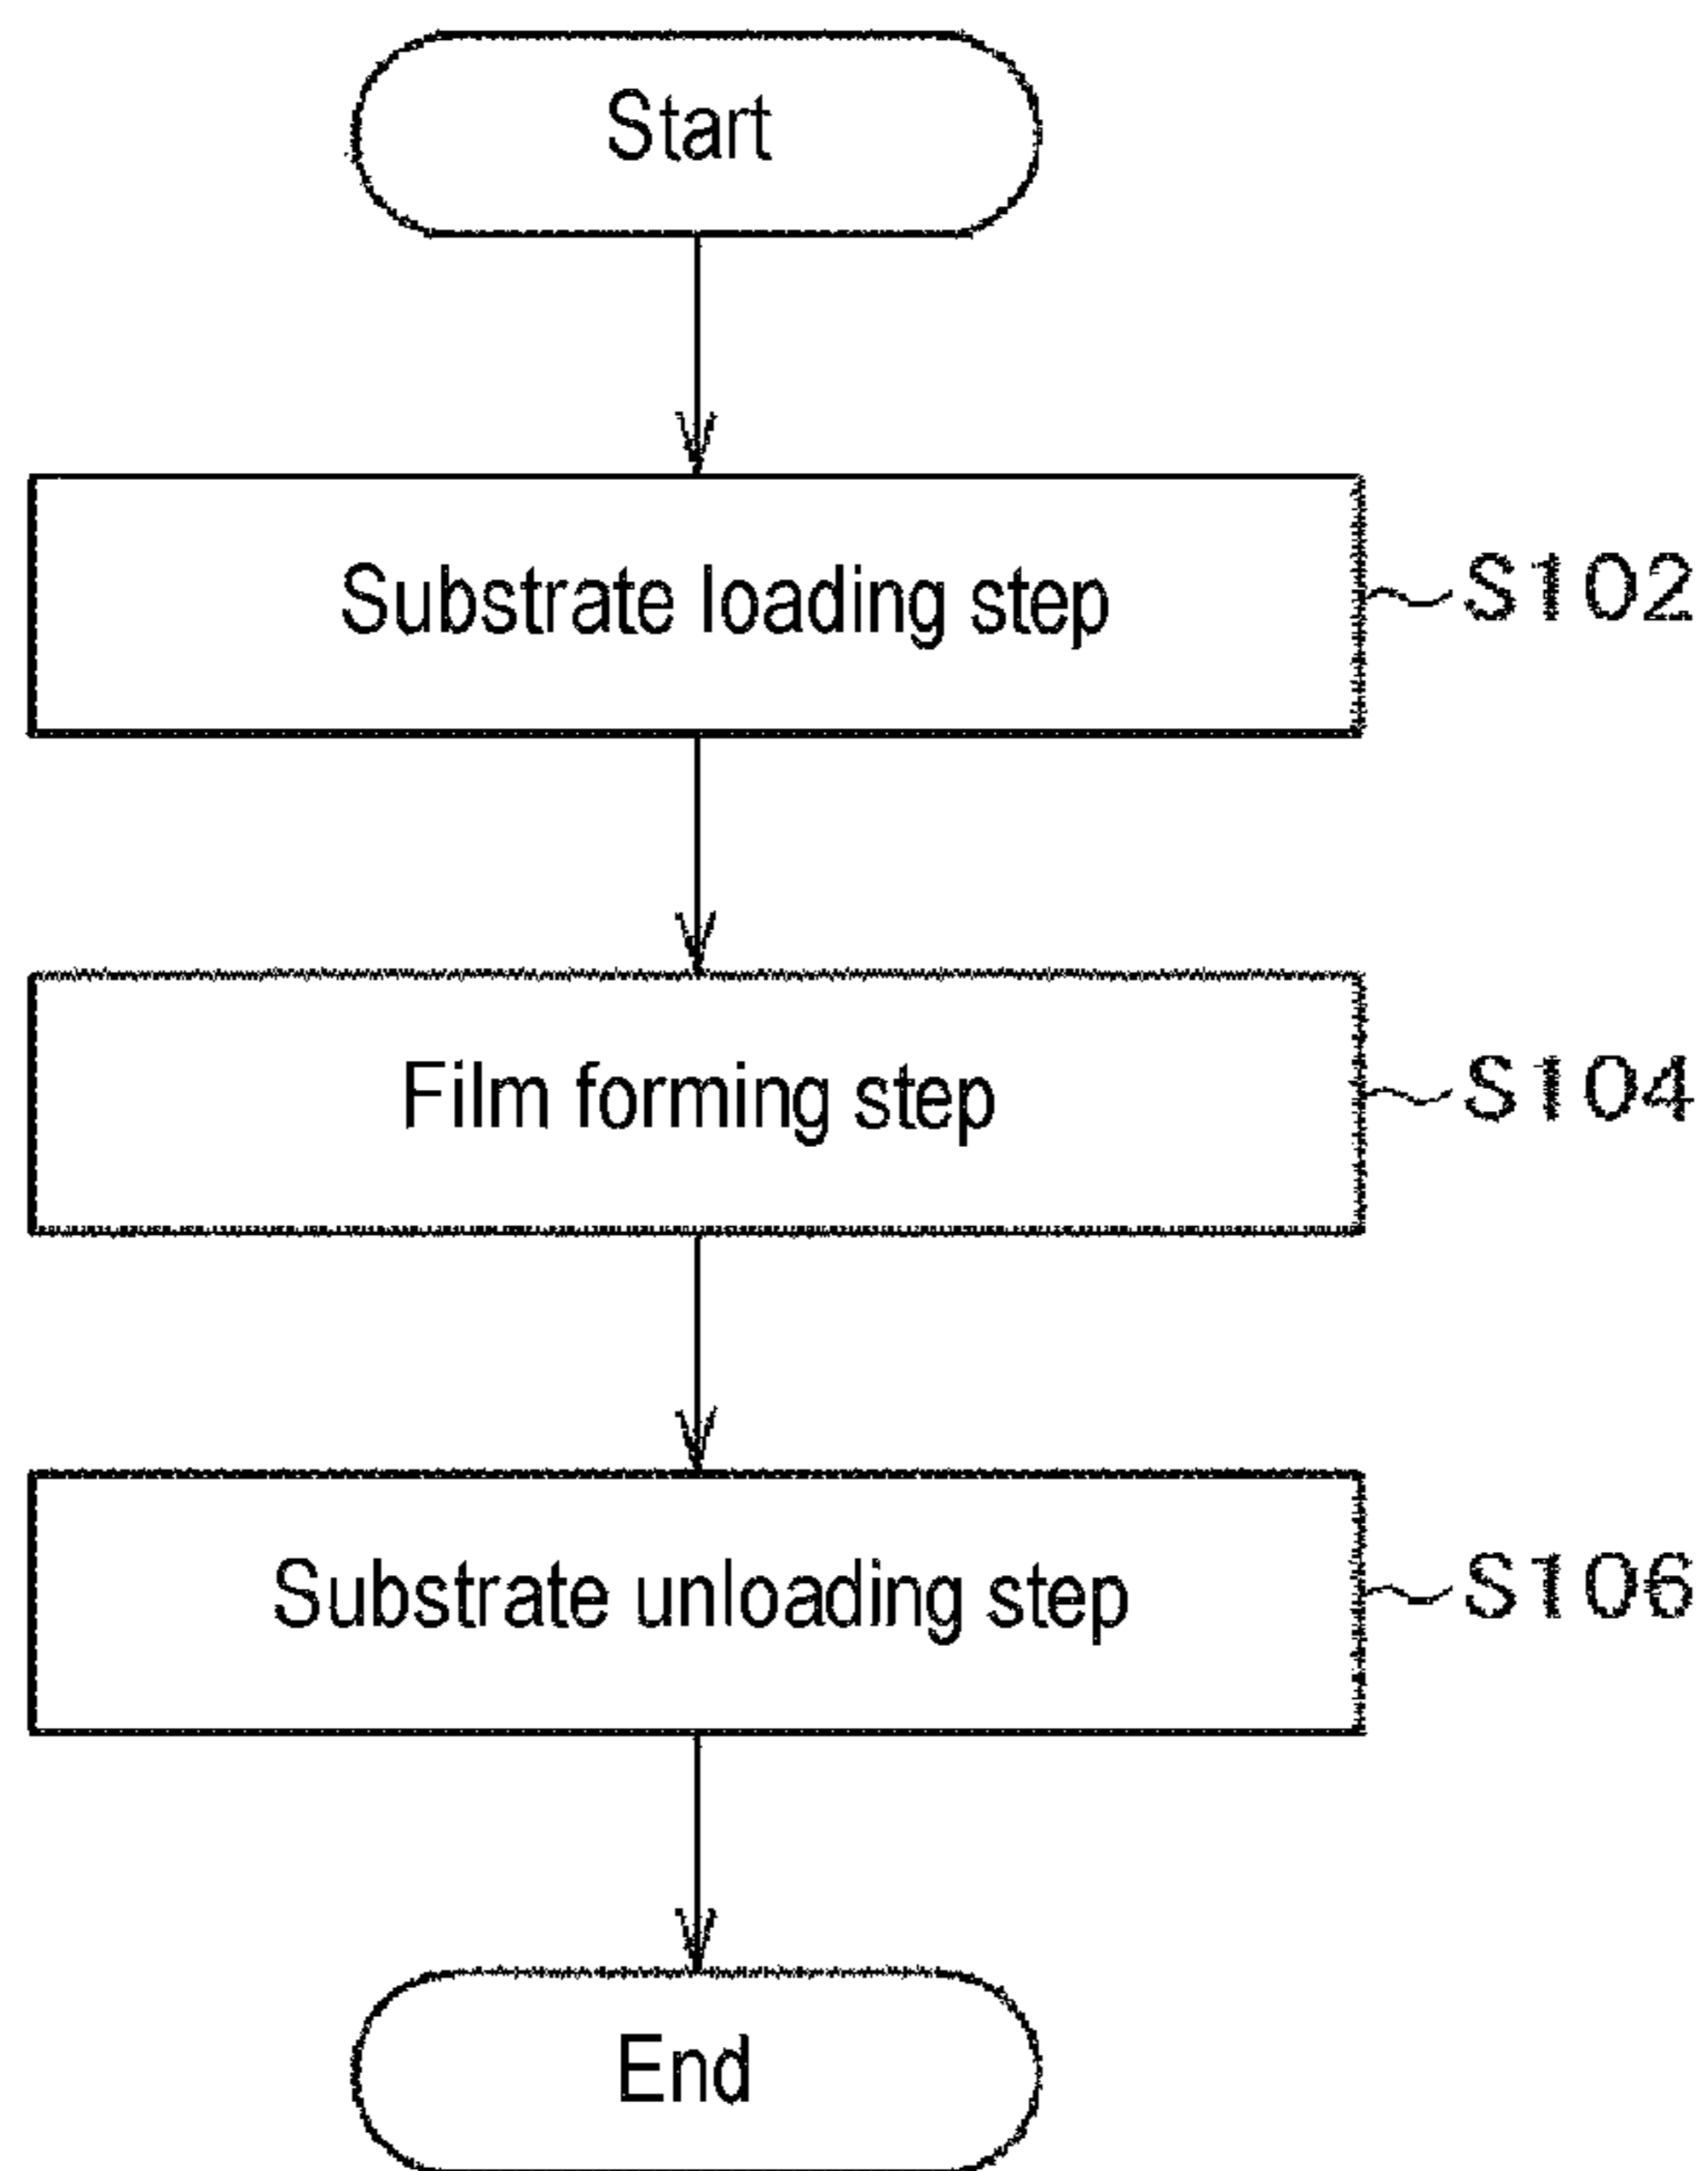 Start
Substrate loading step
S102
Film forming step
S104
Substrate unloading step
S106
End